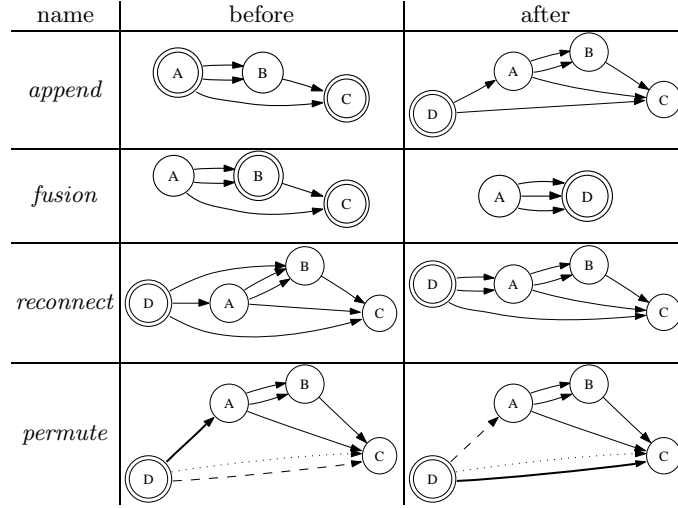 name before after
append A B C A B C D
fusion A B C A D
reconnect D A B C D A B C
permute A B C D A B C D